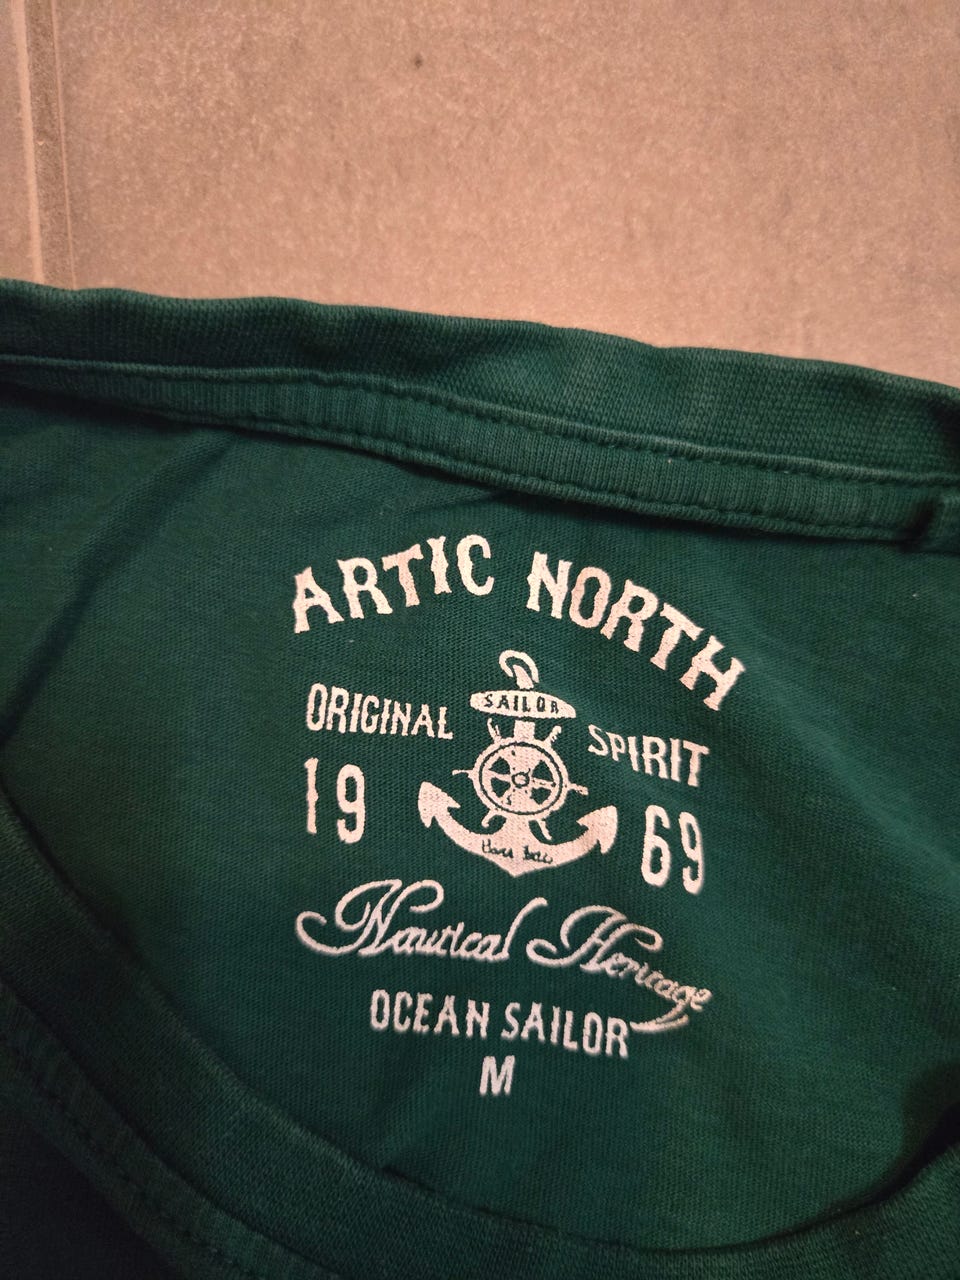 ARTIC NORTH
SAILOR
ORIGINAL SPIRIT
19 69
Nautical Heritage
OCEAN SAILOR
M